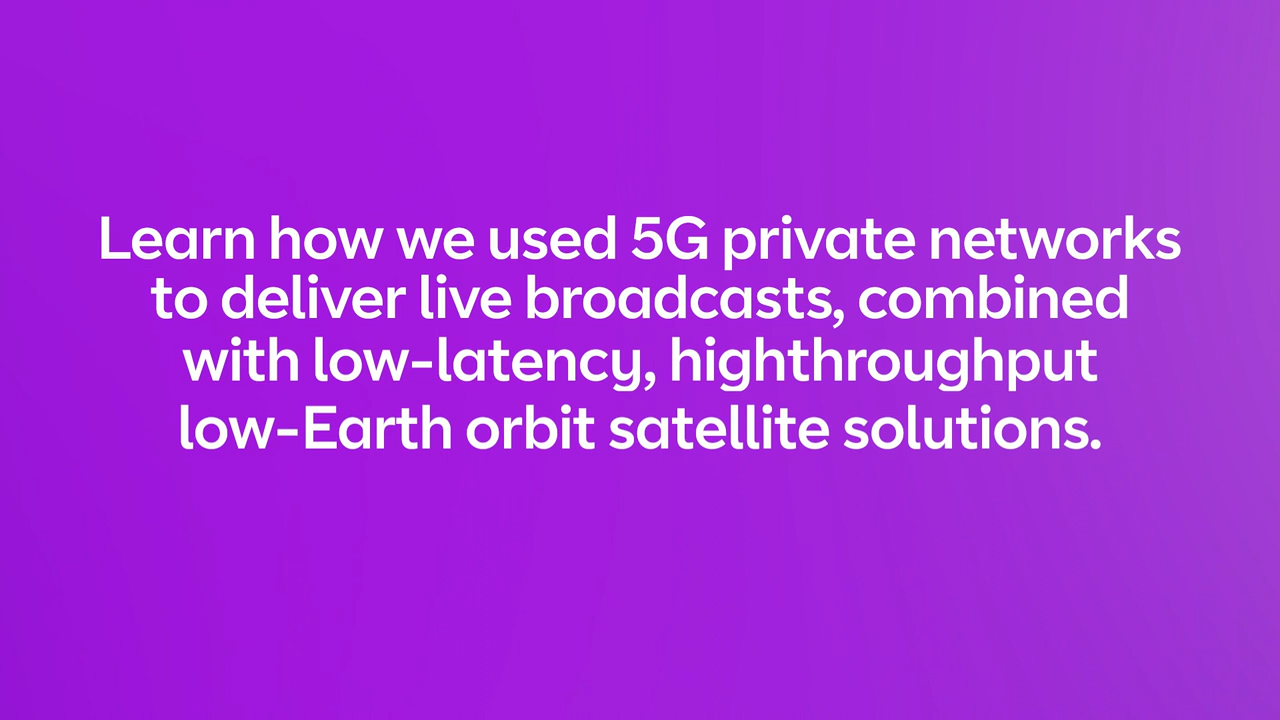 Learn how we used 5G private networks
to deliver live broadcasts, combined
with low-latency, highthroughput
low-Earth orbit satellite solutions.